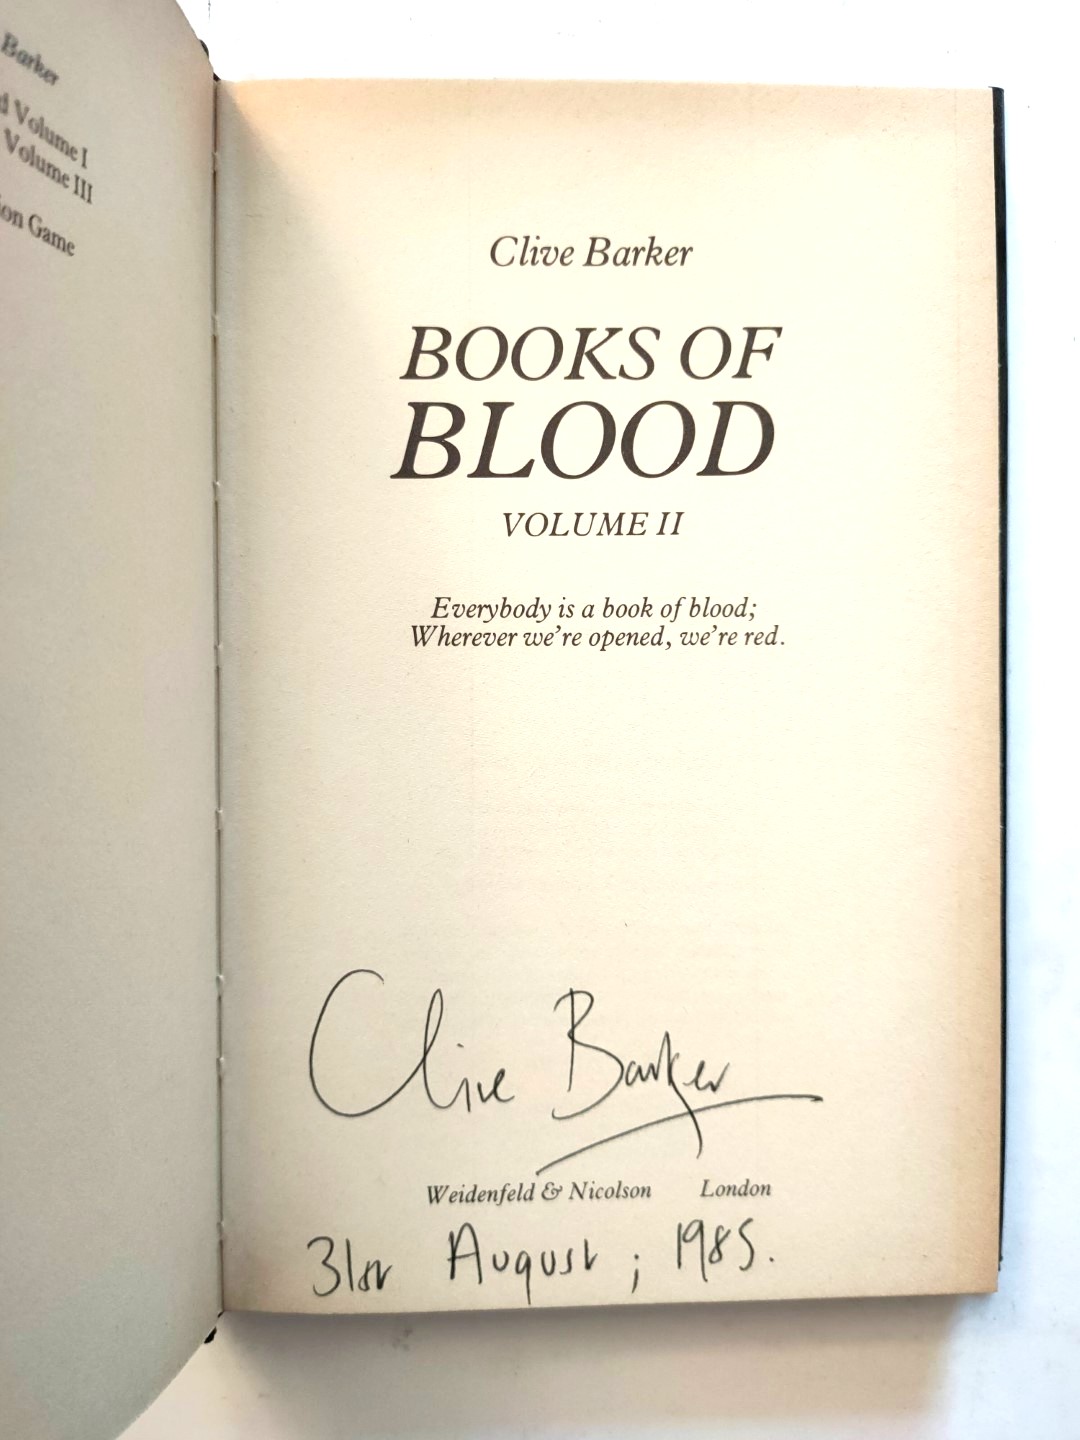 Barker
Volume I
Volume III
Game
Clive Barker
BOOKS OF
BLOOD
VOLUME II
Everybody is a book of blood;
Wherever we're opened, we're red.
Clive Barker
Weidenfeld & Nicolson London
31st August, 1985.